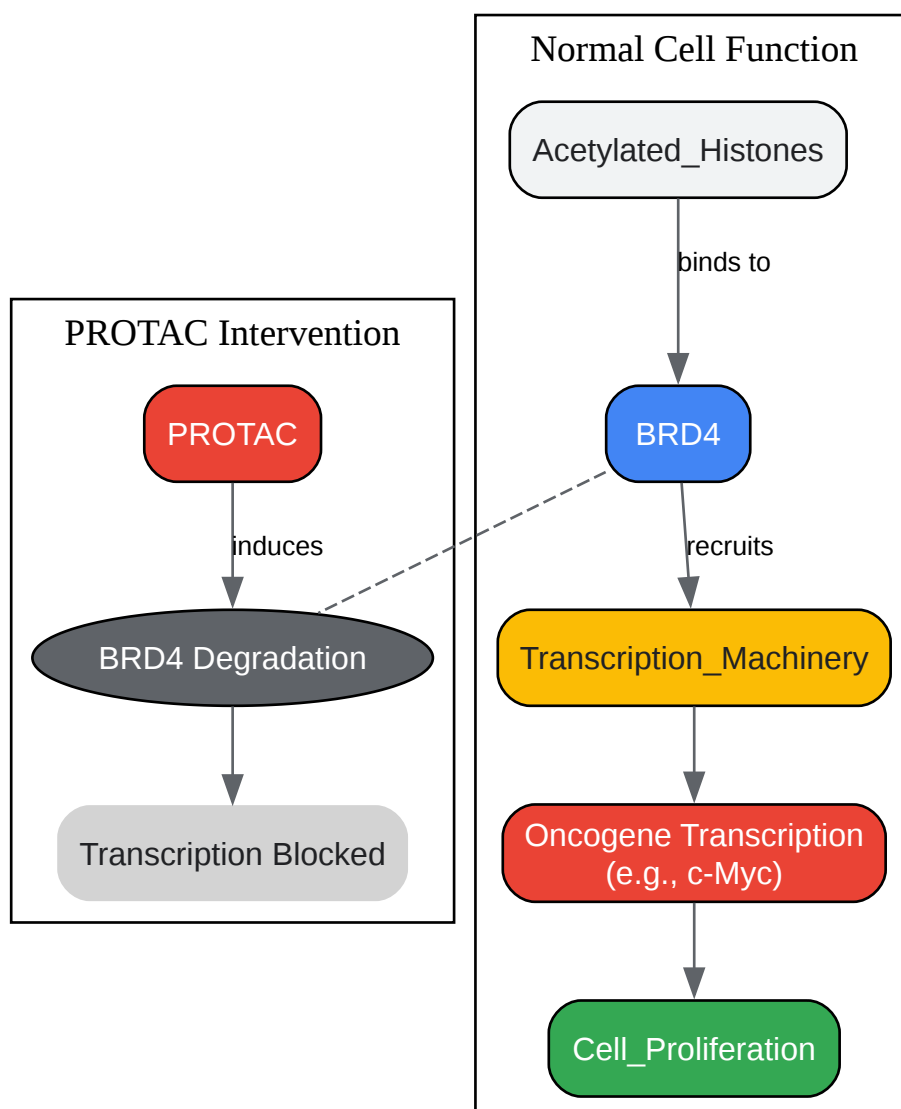 Normal Cell Function
Acetylated_Histones
binds to
BRD4
recruits
Transcription_Machinery
Oncogene Transcription
(e.g., c-Myc)
Cell_Proliferation
PROTAC Intervention
PROTAC
induces
BRD4 Degradation
Transcription Blocked